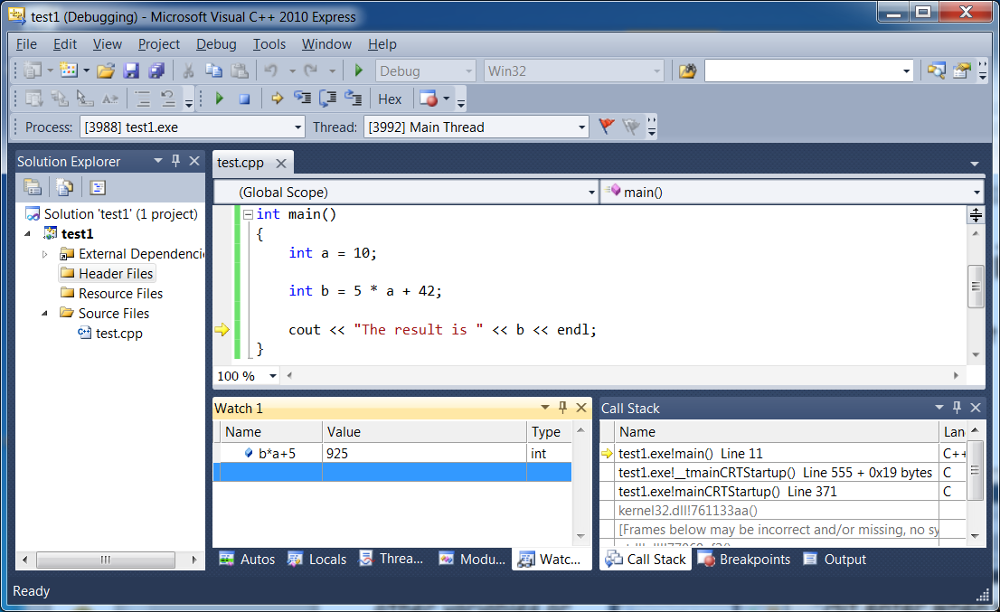 test1 (Debugging) - Microsoft Visual C++ 2010 Express
File Edit View Project Debug Tools Window Help
Debug Win32
Hex
Process: [3988] test1.exe Thread: [3992] Main Thread
Solution Explorer
Solution 'test1' (1 project)
test1
External Dependenci
Header Files
Resource Files
Source Files
test.cpp
test.cpp
(Global Scope) main()
int main()
{
int a = 10;
int b = 5 * a + 42;
cout << "The result is " << b << endl;
}
100 %
Watch 1
Name Value Type
b*a+5 925 int
Autos Locals Threa... Modu... Watc...
Call Stack
Name Lan
test1.exe!main() Line 11 C++
test1.exe!__tmainCRTStartup() Line 555 + 0x19 bytes C
test1.exe!mainCRTStartup() Line 371 C
kernel32.dll!761133aa()
[Frames below may be incorrect and/or missing, no sy
Call Stack Breakpoints Output
Ready